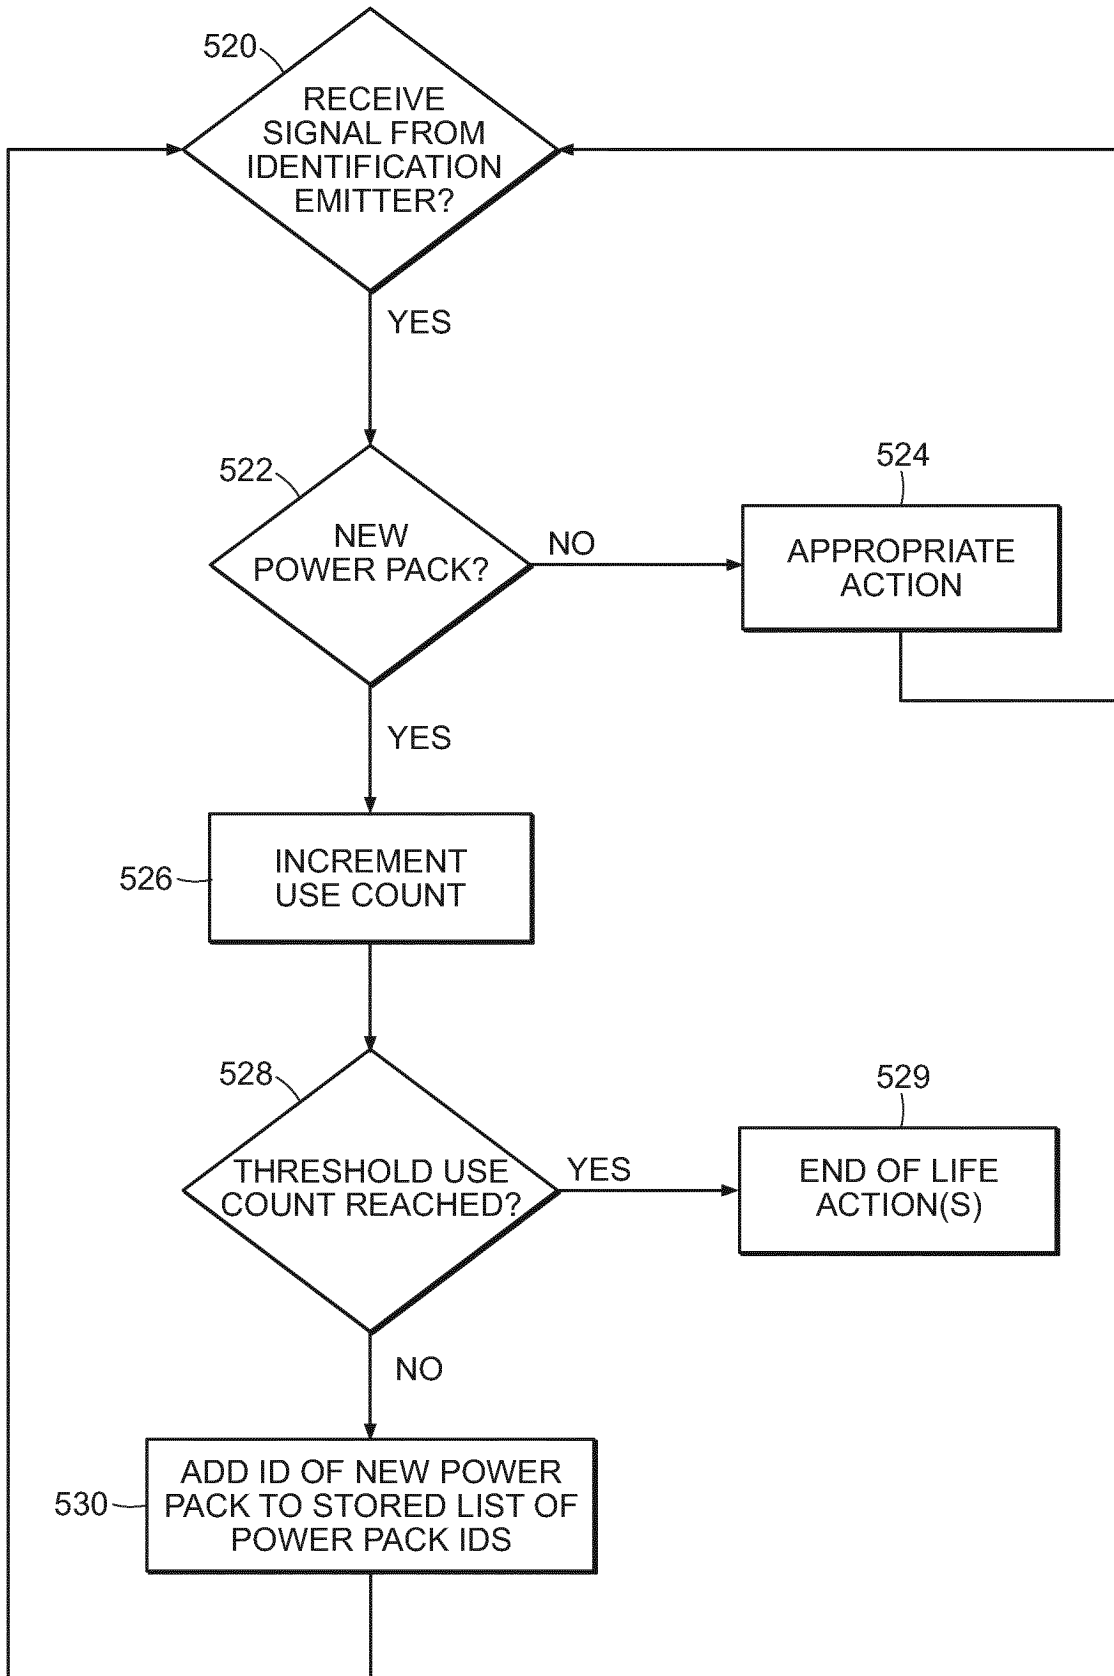 520
RECEIVE
SIGNAL FROM
IDENTIFICATION
EMITTER?
YES
522
NEW
POWER PACK?
NO
524
APPROPRIATE
ACTION
YES
526
INCREMENT
USE COUNT
528
THRESHOLD USE
COUNT REACHED?
YES
529
END OF LIFE
ACTION(S)
NO
530
ADD ID OF NEW POWER
PACK TO STORED LIST OF
POWER PACK IDS